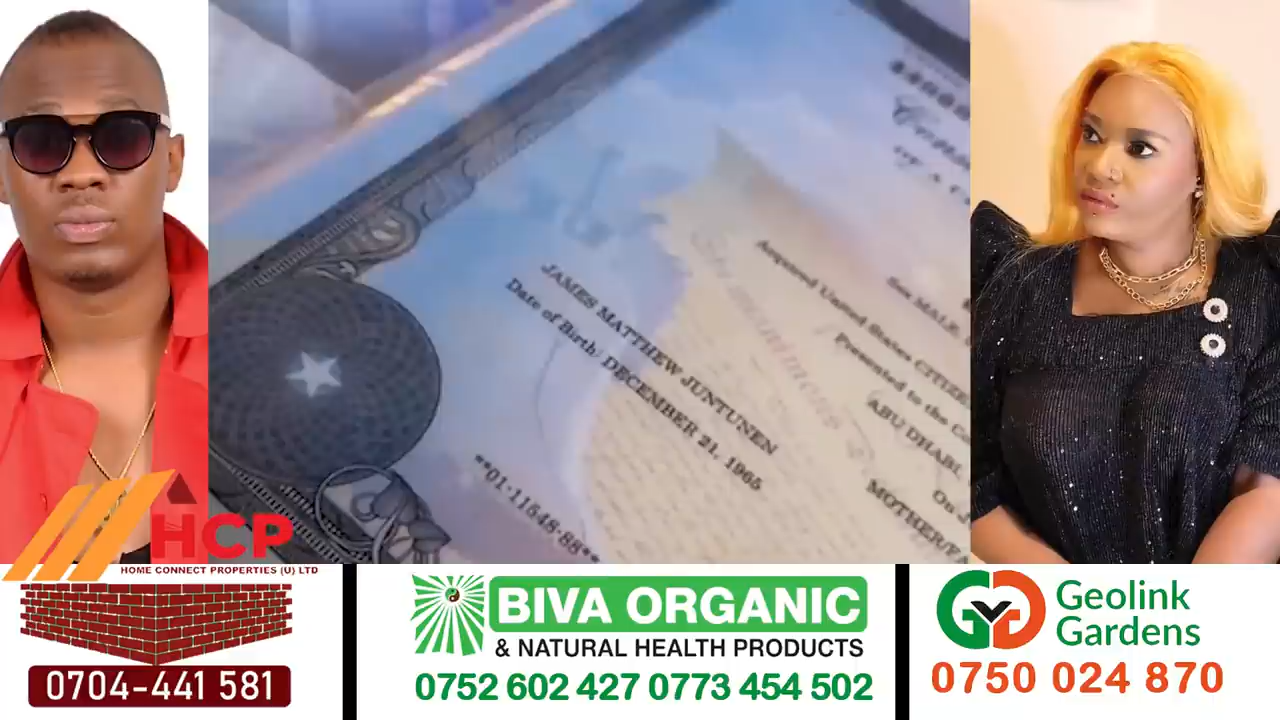 Sex MALE
Acquired United States
Presented to the
ABU DHABI,
On
JAMES MATTHEW JUNTUNEN
Date of Birth: DECEMBER 21, 1965
**01-11548-88**
HCP
HOME CONNECT PROPERTIES (U) LTD
0704-441 581
BIVA ORGANIC
& NATURAL HEALTH PRODUCTS
0752 602 427 0773 454 502
Geolink
Gardens
0750 024 870